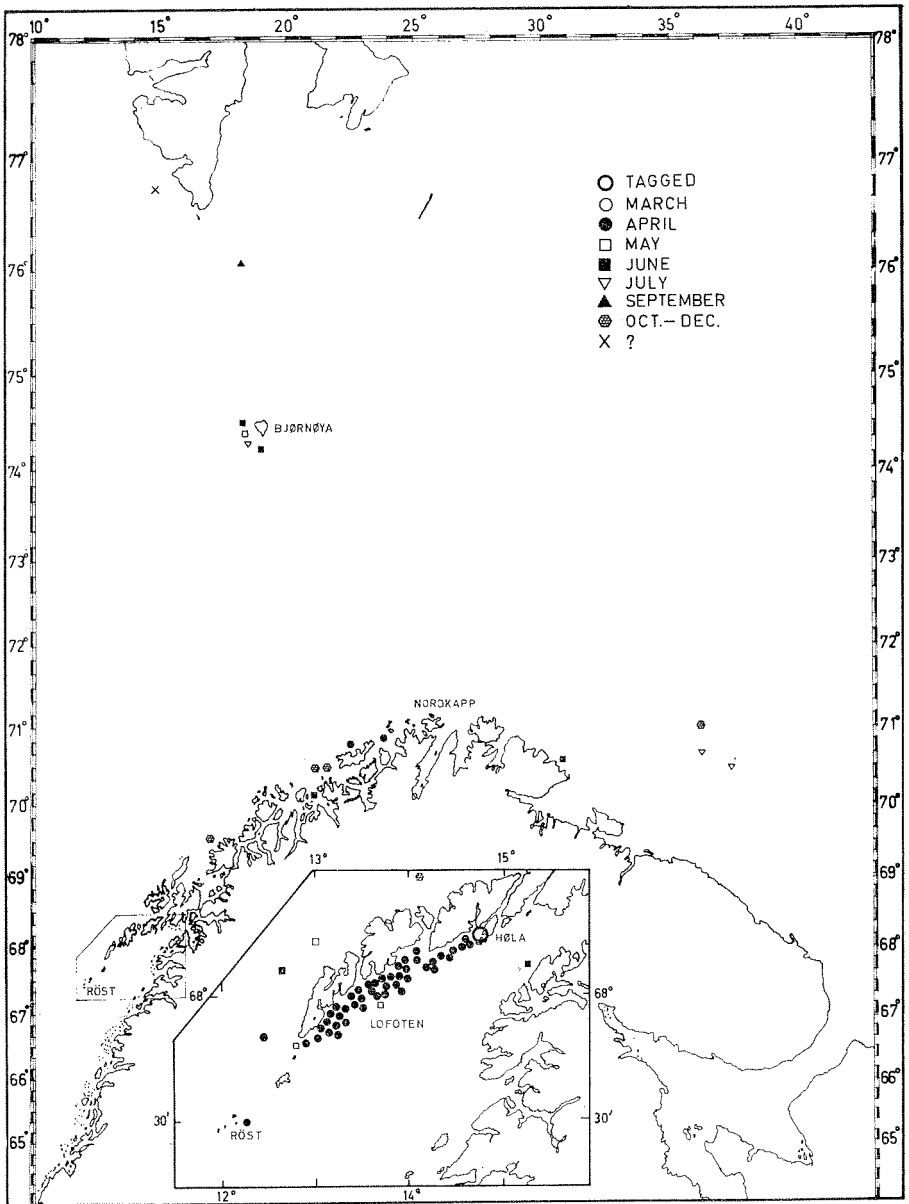 10° 15° 20° 25° 30° 35° 40°
78° 78°
77° 77°
O TAGGED
○ MARCH
● APRIL
□ MAY
■ JUNE
▽ JULY
▲ SEPTEMBER
OCT.— DEC.
X ?
76° 76°
75° 75°
BJØRNØYA
74° 74°
73° 73°
72° 72°
NORDKAPP
71° 71°
70° 70°
69° 69°
13° 15°
HØLA
68° 68°
RÖST
68° 68°
67° 67°
LOFOTEN
66° 66°
30' 30'
RÖST
65° 65°
12° 14°